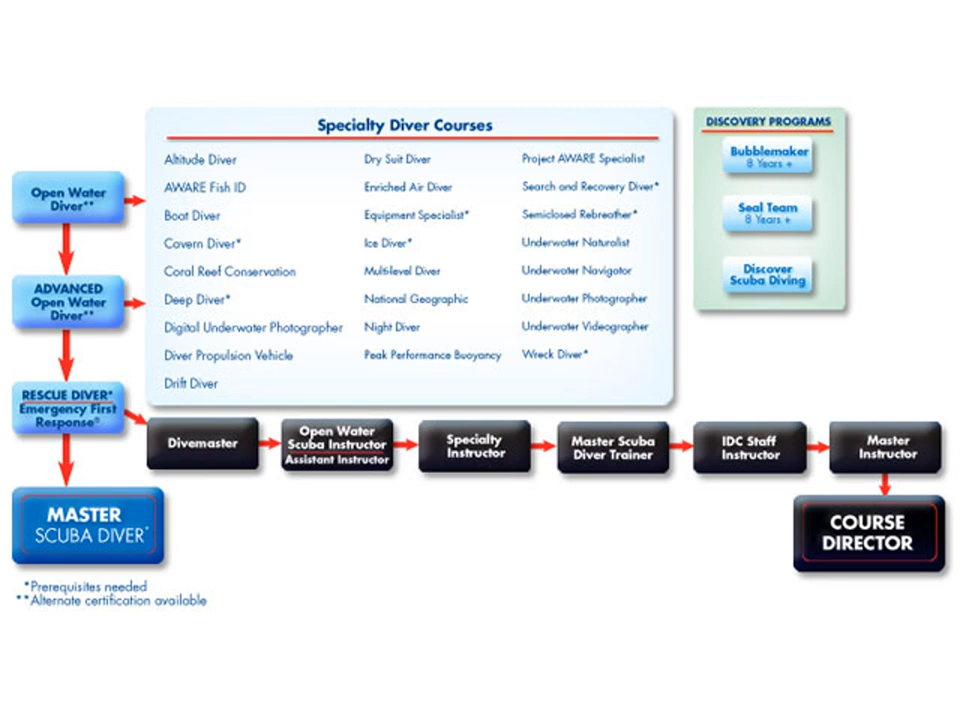 Specialty Diver Courses
Altitude Diver
AWARE Fish ID
Boat Diver
Cavern Diver*
Coral Reef Conservation
Deep Diver*
Digital Underwater Photographer
Diver Propulsion Vehicle
Drift Diver
Dry Suit Diver
Enriched Air Diver
Equipment Specialist*
Ice Diver*
Multi-level Diver
National Geographic
Night Diver
Peak Performance Buoyancy
Project AWARE Specialist
Search and Recovery Diver*
Semiclosed Rebreather*
Underwater Naturalist
Underwater Navigator
Underwater Photographer
Underwater Videographer
Wreck Diver*
DISCOVERY PROGRAMS
Bubblemaker
8 Years +
Seal Team
8 Years +
Discover
Scuba Diving
Open Water
Diver**
ADVANCED
Open Water
Diver**
RESCUE DIVER*
Emergency First
Response®
MASTER
SCUBA DIVER*
Divemaster
Open Water
Scuba Instructor
Assistant Instructor
Specialty
Instructor
Master Scuba
Diver Trainer
IDC Staff
Instructor
Master
Instructor
COURSE
DIRECTOR
*Prerequisites needed
**Alternate certification available